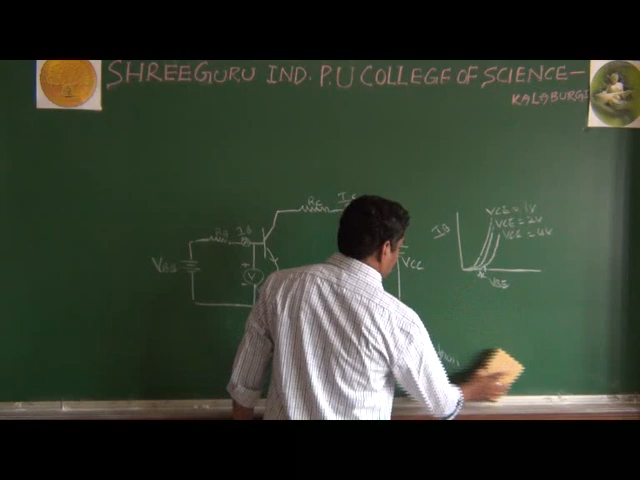 SHREEGURU IND. P.U COLLEGE OF SCIENCE-
KALABURGI
RB
IB
RC
IC
VBB
V
VCC
IB
VCE = 1V
VCE = 2V
VCE = 4V
VBE